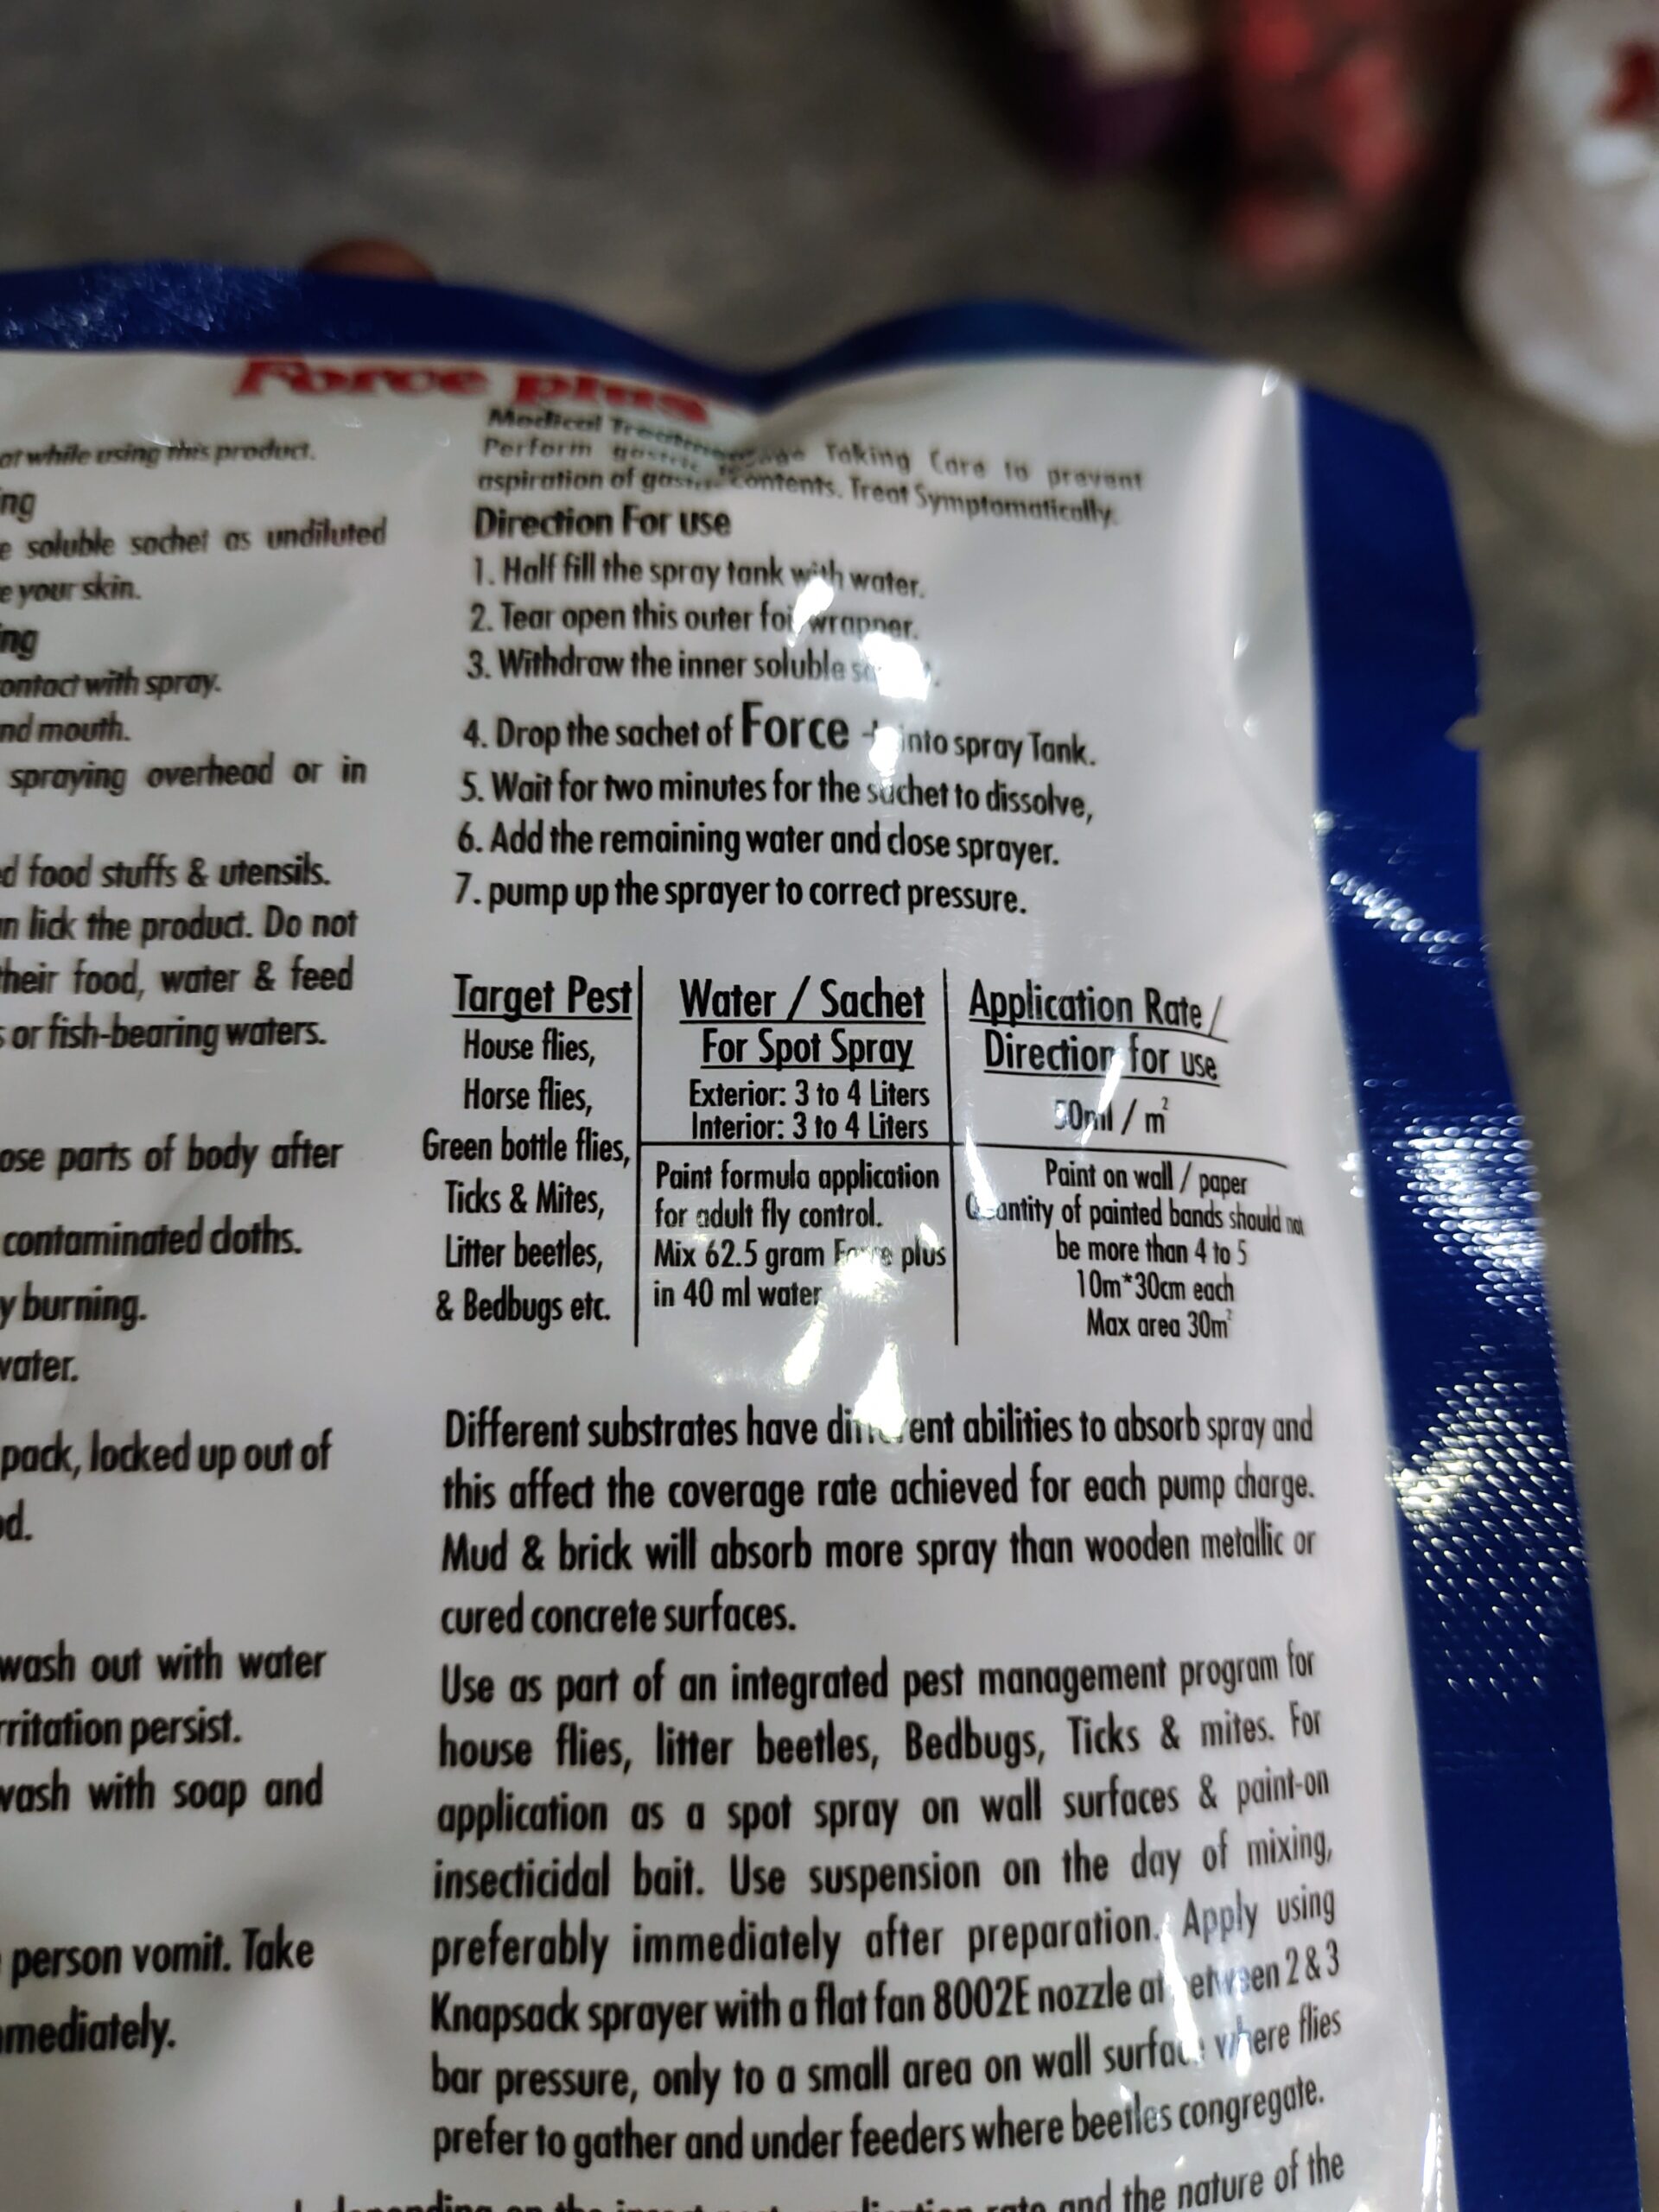 Force plus
at while using this product.
ng
e soluble sachet as undiluted
e your skin.
ng
ontact with spray.
nd mouth.
spraying overhead or in
d food stuffs & utensils.
n lick the product. Do not
heir food, water & feed
s or fish-bearing waters.
ose parts of body after
contaminated cloths.
y burning.
vater.
pack, locked up out of
od.
wash out with water
rritation persist.
wash with soap and
person vomit. Take
mmediately.
Medical
Perform gastric Taking Care to prevent
aspiration of contents. Treat Symptomatically.
Direction For use
1. Half fill the spray tank with water.
2. Tear open this outer foil wrapper.
3. Withdraw the inner soluble
4. Drop the sachet of Force + into spray Tank.
5. Wait for two minutes for the sachet to dissolve,
6. Add the remaining water and close sprayer.
7. pump up the sprayer to correct pressure.
Target Pest
House flies,
Horse flies,
Green bottle flies,
Ticks & Mites,
Litter beetles,
& Bedbugs etc.
Water / Sachet
For Spot Spray
Exterior: 3 to 4 Liters
Interior: 3 to 4 Liters
Paint formula application
for adult fly control.
Mix 62.5 gram Force plus
in 40 ml water
Application Rate /
Direction for use
50ml / m²
Paint on wall / paper
Quantity of painted bands should not
be more than 4 to 5
10m*30cm each
Max area 30m²
Different substrates have different abilities to absorb spray and
this affect the coverage rate achieved for each pump charge.
Mud & brick will absorb more spray than wooden metallic or
cured concrete surfaces.
Use as part of an integrated pest management program for
house flies, litter beetles, Bedbugs, Ticks & mites. For
application as a spot spray on wall surfaces & paint-on
insecticidal bait. Use suspension on the day of mixing,
preferably immediately after preparation. Apply using
Knapsack sprayer with a flat fan 8002E nozzle at between 2 & 3
bar pressure, only to a small area on wall surface where flies
prefer to gather and under feeders where beetles congregate.
depending on the insect rate and the nature of the